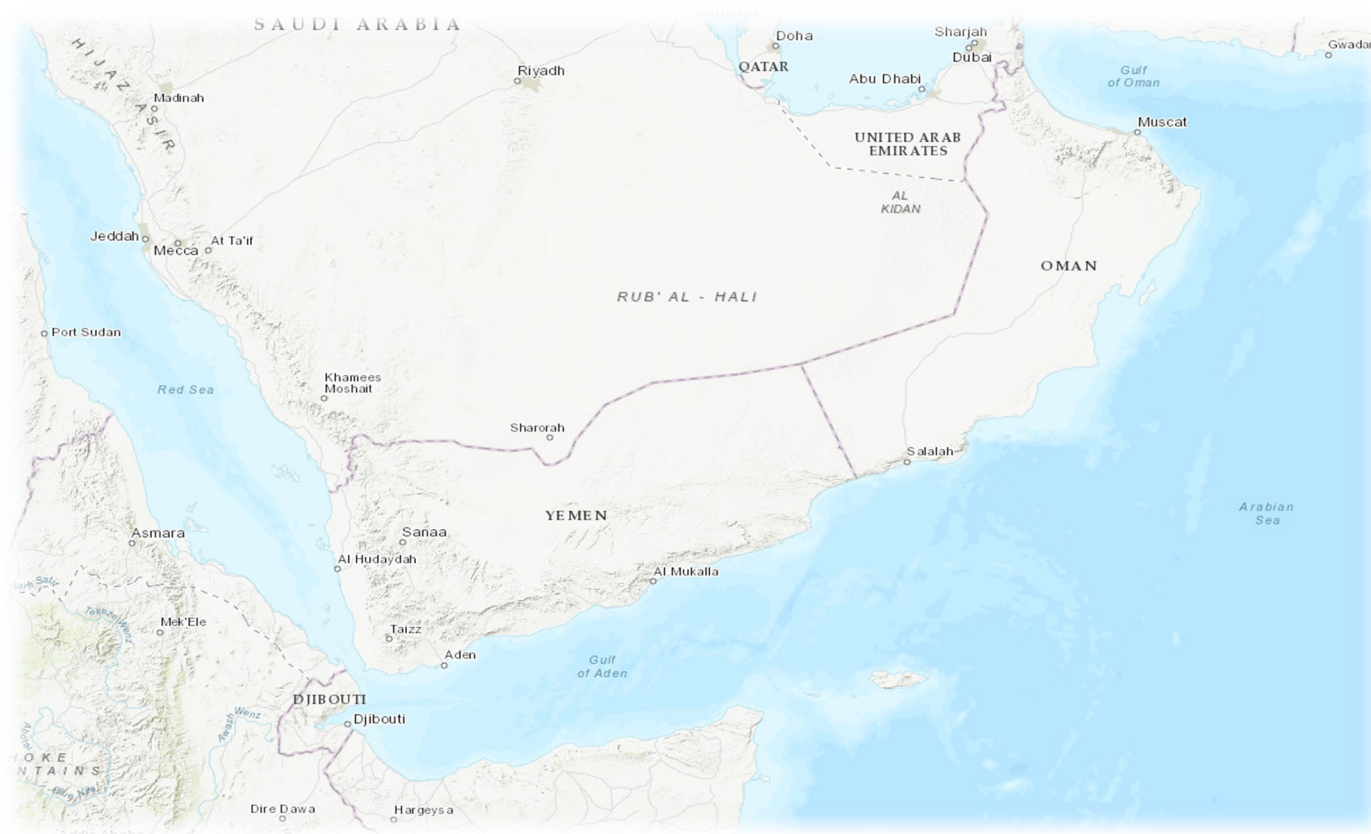 SAUDI ARABIA
Doha
Sharjah
Gwadar
Dubai
QATAR
Riyadh
Abu Dhabi
Gulf
of Oman
HIJAZ ASIR
Madinah
Muscat
UNITED ARAB
EMIRATES
AL
KIDAN
Jeddah
Mecca
At Ta'if
OMAN
RUB' AL - HALI
Port Sudan
Red Sea
Khamees
Moshait
Sharorah
Salalah
Arabian
Sea
YEMEN
Asmara
Sanaa
Al Hudaydah
Al Mukalla
Mek'Ele
Taizz
Aden
Gulf
of Aden
DJIBOUTI
Djibouti
Awash Wenz
Dire Dawa
Hargeysa